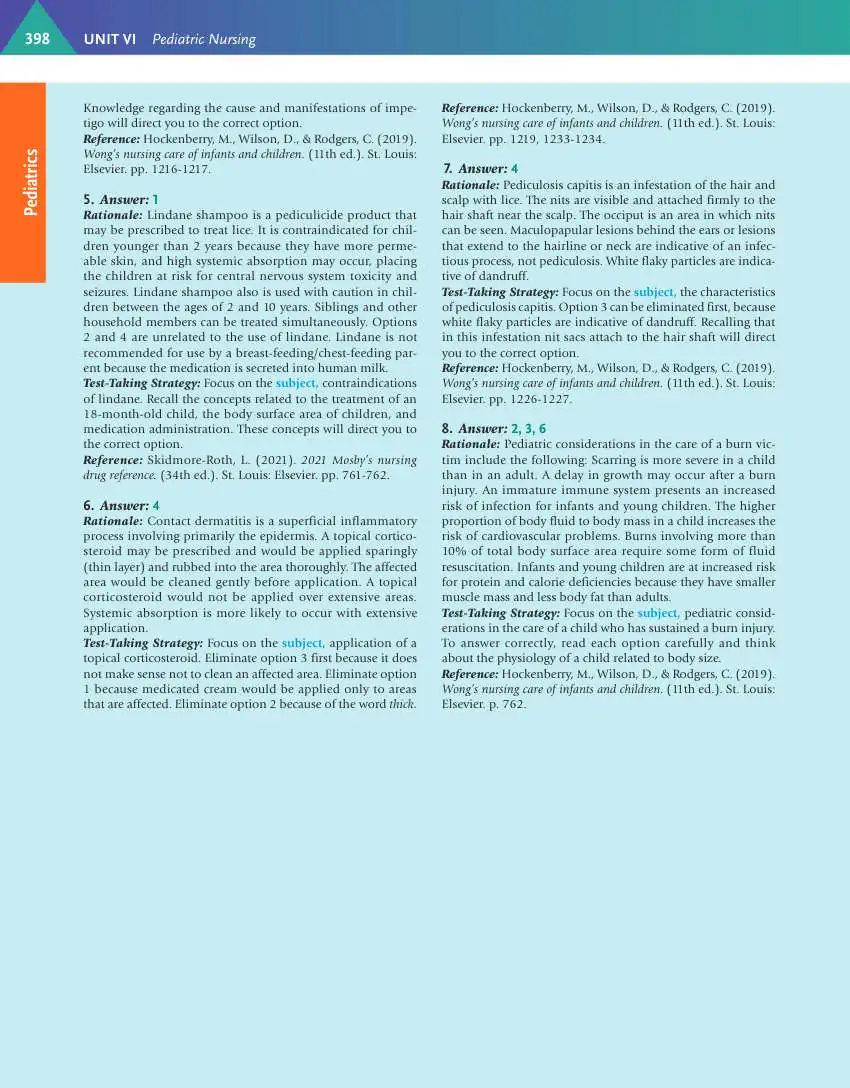 398 UNIT VI Pediatric Nursing
Pediatrics
Knowledge regarding the cause and manifestations of impe-
tigo will direct you to the correct option.
Reference: Hockenberry, M., Wilson, D., & Rodgers, C. (2019).
Wong's nursing care of infants and children. (11th ed.). St. Louis:
Elsevier. pp. 1216-1217.
5. Answer: 1
Rationale: Lindane shampoo is a pediculicide product that
may be prescribed to treat lice. It is contraindicated for chil-
dren younger than 2 years because they have more perme-
able skin, and high systemic absorption may occur, placing
the children at risk for central nervous system toxicity and
seizures. Lindane shampoo also is used with caution in chil-
dren between the ages of 2 and 10 years. Siblings and other
household members can be treated simultaneously. Options
2 and 4 are unrelated to the use of lindane. Lindane is not
recommended for use by a breast-feeding/chest-feeding par-
ent because the medication is secreted into human milk.
Test-Taking Strategy: Focus on the subject, contraindications
of lindane. Recall the concepts related to the treatment of an
18-month-old child, the body surface area of children, and
medication administration. These concepts will direct you to
the correct option.
Reference: Skidmore-Roth, L. (2021). 2021 Mosby's nursing
drug reference. (34th ed.). St. Louis: Elsevier. pp. 761-762.
6. Answer: 4
Rationale: Contact dermatitis is a superficial inflammatory
process involving primarily the epidermis. A topical cortico-
steroid may be prescribed and would be applied sparingly
(thin layer) and rubbed into the area thoroughly. The affected
area would be cleaned gently before application. A topical
corticosteroid would not be applied over extensive areas.
Systemic absorption is more likely to occur with extensive
application.
Test-Taking Strategy: Focus on the subject, application of a
topical corticosteroid. Eliminate option 3 first because it does
not make sense not to clean an affected area. Eliminate option
1 because medicated cream would be applied only to areas
that are affected. Eliminate option 2 because of the word thick.
Reference: Hockenberry, M., Wilson, D., & Rodgers, C. (2019).
Wong's nursing care of infants and children. (11th ed.). St. Louis:
Elsevier. pp. 1219, 1233-1234.
7. Answer: 4
Rationale: Pediculosis capitis is an infestation of the hair and
scalp with lice. The nits are visible and attached firmly to the
hair shaft near the scalp. The occiput is an area in which nits
can be seen. Maculopapular lesions behind the ears or lesions
that extend to the hairline or neck are indicative of an infec-
tious process, not pediculosis. White flaky particles are indica-
tive of dandruff.
Test-Taking Strategy: Focus on the subject, the characteristics
of pediculosis capitis. Option 3 can be eliminated first, because
white flaky particles are indicative of dandruff. Recalling that
in this infestation nit sacs attach to the hair shaft will direct
you to the correct option.
Reference: Hockenberry, M., Wilson, D., & Rodgers, C. (2019).
Wong's nursing care of infants and children. (11th ed.). St. Louis:
Elsevier. pp. 1226-1227.
8. Answer: 2, 3, 6
Rationale: Pediatric considerations in the care of a burn vic-
tim include the following: Scarring is more severe in a child
than in an adult. A delay in growth may occur after a burn
injury. An immature immune system presents an increased
risk of infection for infants and young children. The higher
proportion of body fluid to body mass in a child increases the
risk of cardiovascular problems. Burns involving more than
10% of total body surface area require some form of fluid
resuscitation. Infants and young children are at increased risk
for protein and calorie deficiencies because they have smaller
muscle mass and less body fat than adults.
Test-Taking Strategy: Focus on the subject, pediatric consid-
erations in the care of a child who has sustained a burn injury.
To answer correctly, read each option carefully and think
about the physiology of a child related to body size.
Reference: Hockenberry, M., Wilson, D., & Rodgers, C. (2019).
Wong's nursing care of infants and children. (11th ed.). St. Louis:
Elsevier. p. 762.